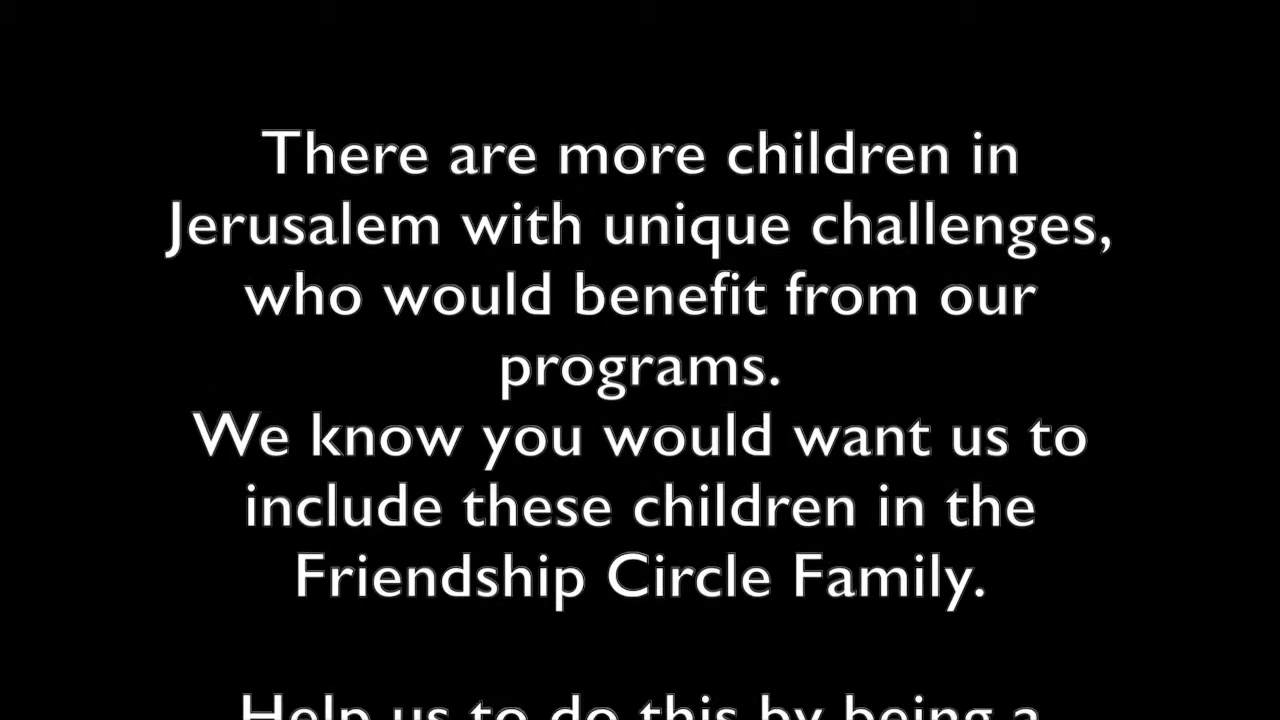 There are more children in
Jerusalem with unique challenges,
who would benefit from our
programs.
We know you would want us to
include these children in the
Friendship Circle Family.
Help us to do this by being a